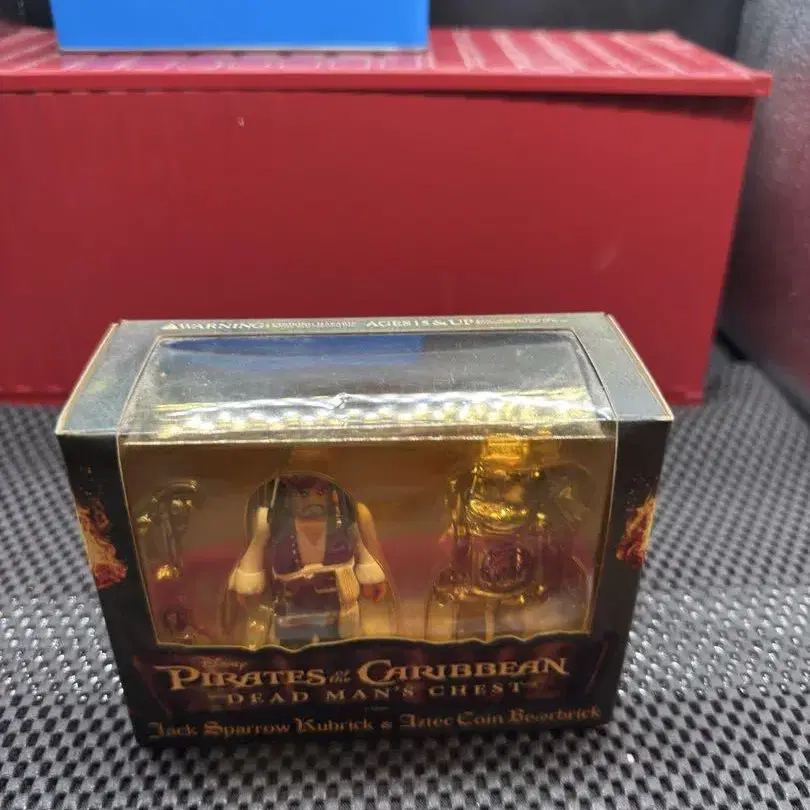 WARNING: AGES 15 & UP
Disney
PIRATES OF THE CARIBBEAN
DEAD MAN'S CHEST
Jack Sparrow Kubrick & Aztec Coin Bearbrick